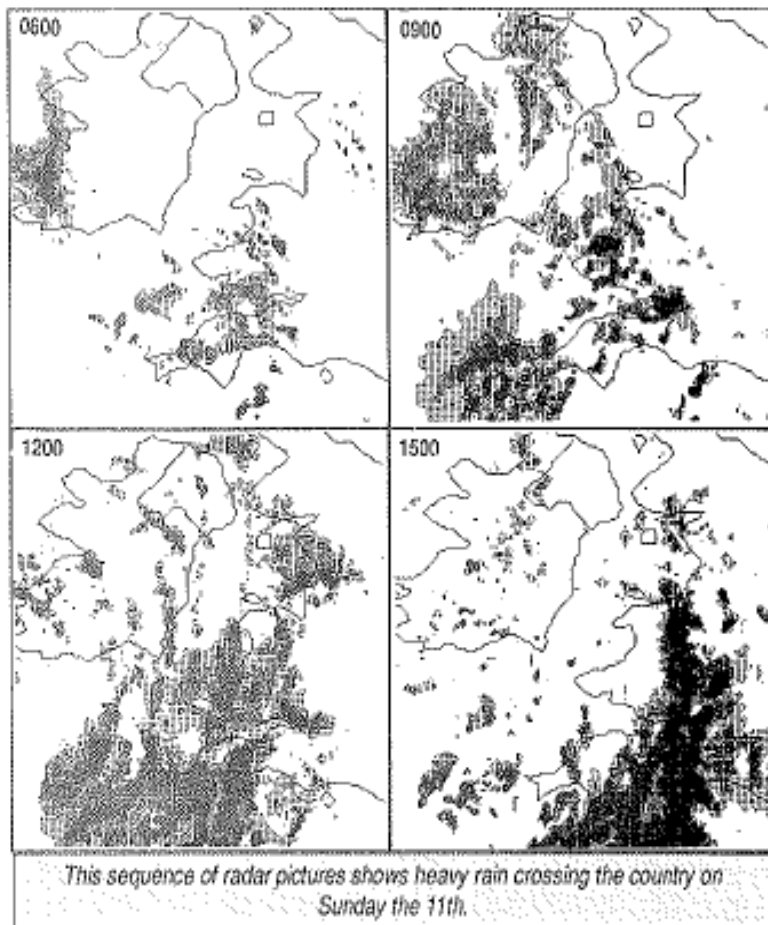 0600
0900
1200
1500
This sequence of radar pictures shows heavy rain crossing the country on
Sunday the 11th.